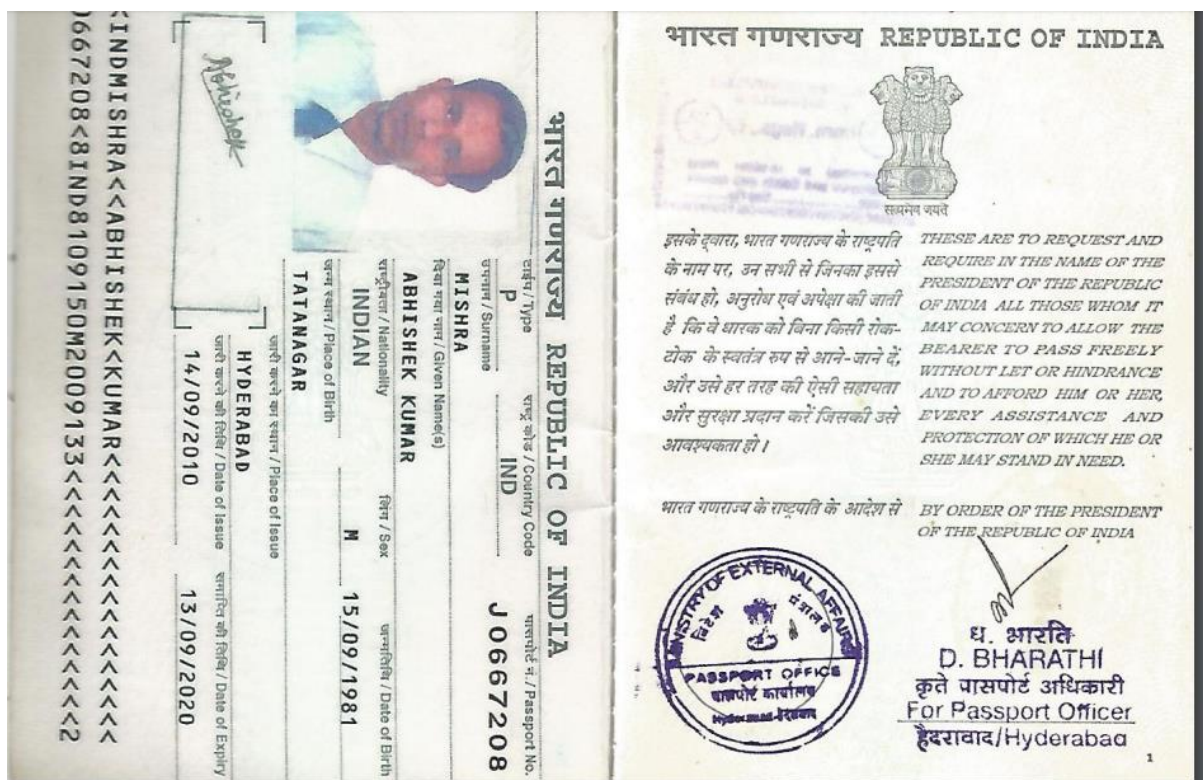 भारत गणराज्य REPUBLIC OF INDIA
टाईप / Type
राष्ट्र कोड / Country Code
पासपोर्ट नं. / Passport No.
P
IND
J0667208
उपनाम / Surname
MISHRA
दिया गया नाम / Given Name(s)
ABHISHEK KUMAR
राष्ट्रीयता / Nationality
लिंग / Sex
जन्मतिथि / Date of Birth
INDIAN
M
15/09/1981
जन्म स्थान / Place of Birth
TATANAGAR
जारी करने का स्थान / Place of Issue
HYDERABAD
जारी करने की तिथि / Date of Issue
समाप्ति की तिथि / Date of Expiry
14/09/2010
13/09/2020
Abhishek
<INDMISHRA<<ABHISHEK<KUMAR<<<<<<<<<<<<<<<<<
0667208<8IND8109150M2009133<<<<<<<<<<<<<<2
भारत गणराज्य REPUBLIC OF INDIA
सत्यमेव जयते
इसके द्वारा, भारत गणराज्य के राष्ट्रपति
के नाम पर, उन सभी से जिनका इससे
संबंध हो, अनुरोध एवं अपेक्षा की जाती
है कि वे धारक को बिना किसी रोक-
टोक के स्वतंत्र रुप से आने-जाने दें,
और उसे हर तरह की ऐसी सहायता
और सुरक्षा प्रदान करें जिसकी उसे
आवश्यकता हो ।
THESE ARE TO REQUEST AND
REQUIRE IN THE NAME OF THE
PRESIDENT OF THE REPUBLIC
OF INDIA ALL THOSE WHOM IT
MAY CONCERN TO ALLOW THE
BEARER TO PASS FREELY
WITHOUT LET OR HINDRANCE
AND TO AFFORD HIM OR HER,
EVERY ASSISTANCE AND
PROTECTION OF WHICH HE OR
SHE MAY STAND IN NEED.
भारत गणराज्य के राष्ट्रपति के आदेश से
BY ORDER OF THE PRESIDENT
OF THE REPUBLIC OF INDIA
MINISTRY OF EXTERNAL AFFAIRS
विदेश मंत्रालय
PASSPORT OFFICE
पासपोर्ट कार्यालय
Hyderabad-हैदराबाद
ध. भारति
D. BHARATHI
कृते पासपोर्ट अधिकारी
For Passport Officer
हैदराबाद/Hyderabad
1